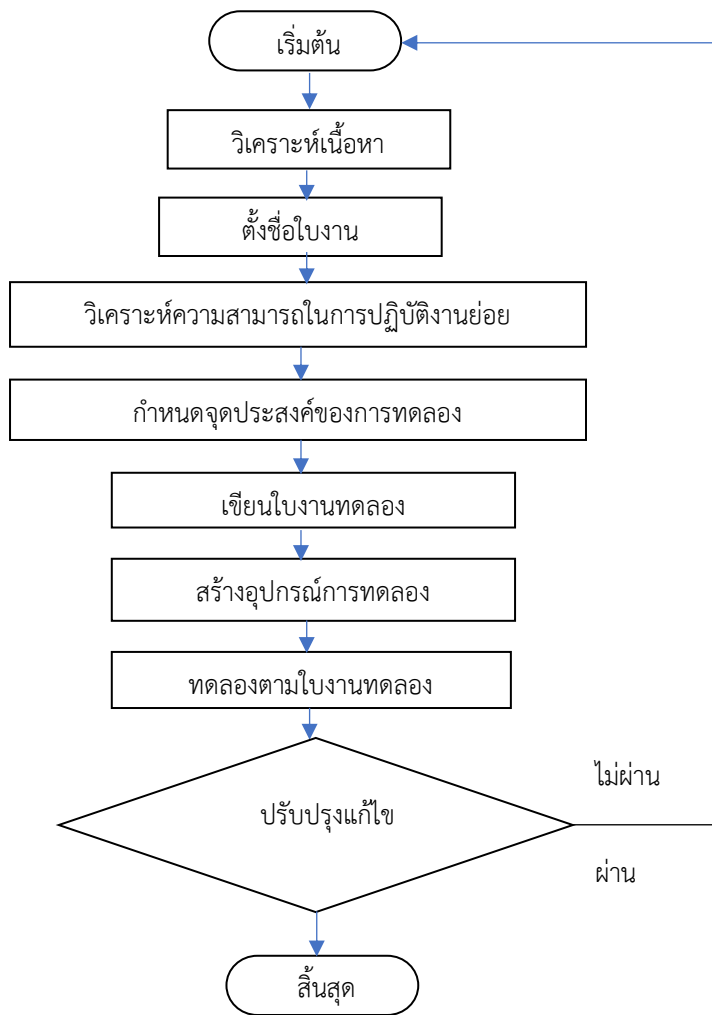 เริ่มต้น
วิเคราะห์เนื้อหา
ตั้งชื่อใบงาน
วิเคราะห์ความสามารถในการปฏิบัติงานย่อย
กำหนดจุดประสงค์ของการทดลอง
เขียนใบงานทดลอง
สร้างอุปกรณ์การทดลอง
ทดลองตามใบงานทดลอง
ไม่ผ่าน
ปรับปรุงแก้ไข
ผ่าน
สิ้นสุด